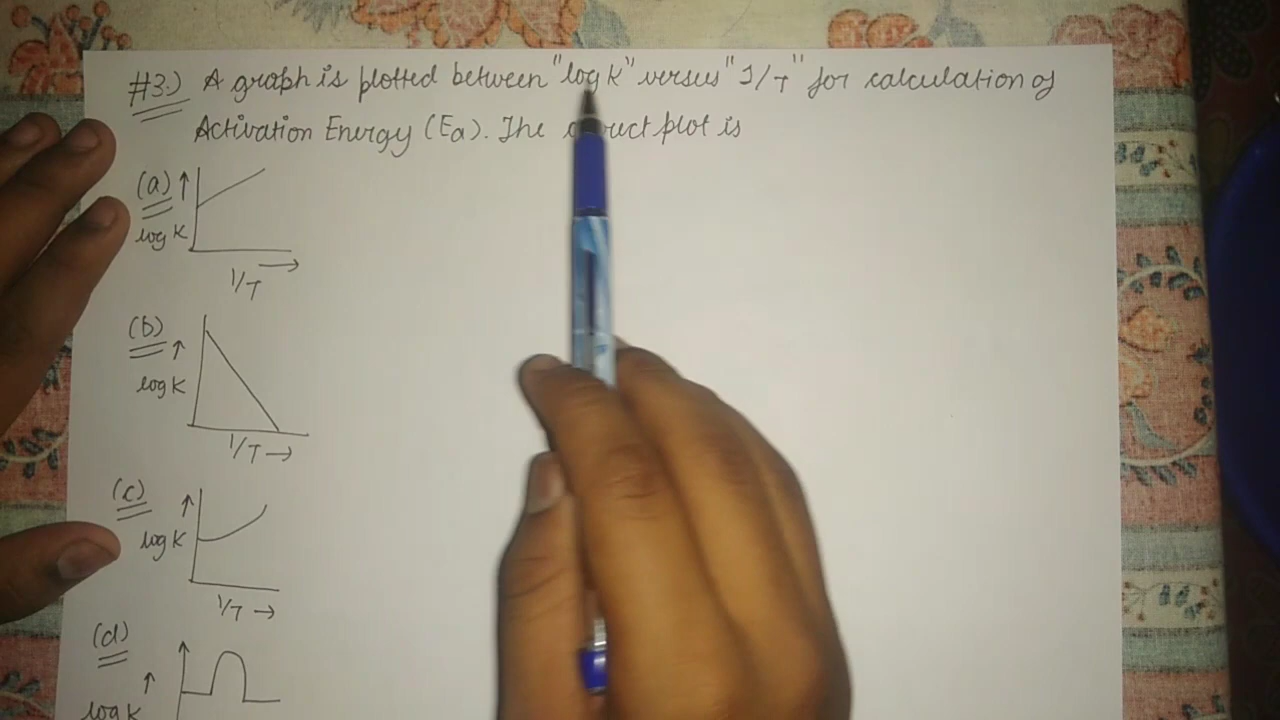 #3.) A graph is plotted between "log K" versus "1/T" for calculation of
Activation Energy (Ea). The plot is
(a)
log K
1/T
(b)
log K
1/T
(c)
log K
1/T
(d)
log K